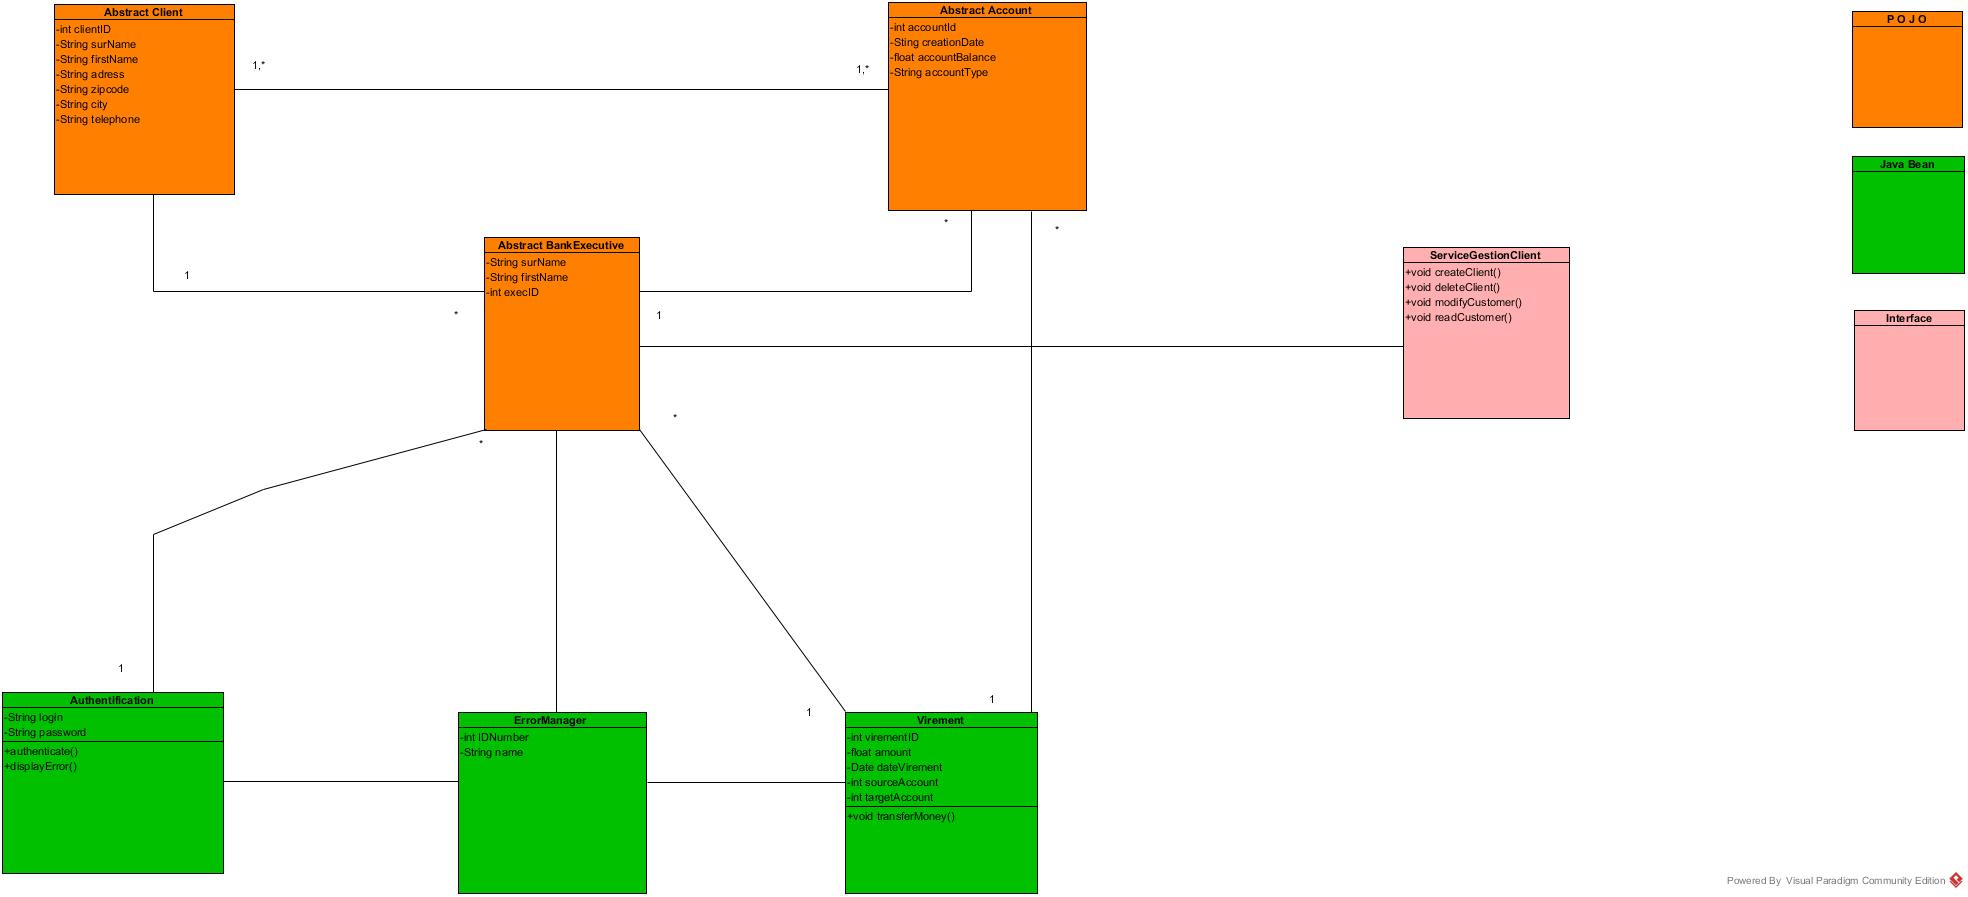 Abstract Client
-int clientID
-String surName
-String firstName
-String adress
-String zipcode
-String city
-String telephone
1,*
1,*
Abstract Account
-int accountId
-Sting creationDate
-float accountBalance
-String accountType
P O J O
Java Bean
Interface
1
*
Abstract BankExecutive
-String surName
-String firstName
-int execID
1
*
*
ServiceGestionClient
+void createClient()
+void deleteClient()
+void modifyCustomer()
+void readCustomer()
*
*
1
1
1
Authentification
-String login
-String password
+authenticate()
+displayError()
ErrorManager
-int IDNumber
-String name
Virement
-int virementID
-float amount
-Date dateVirement
-int sourceAccount
-int targetAccount
+void transferMoney()
Powered By Visual Paradigm Community Edition